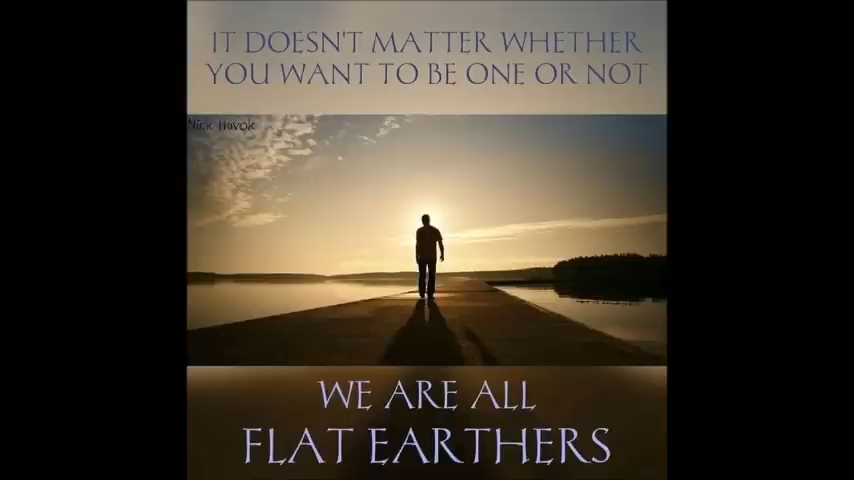 IT DOESN'T MATTER WHETHER
YOU WANT TO BE ONE OR NOT
Nick Havok
WE ARE ALL
FLAT EARTHERS